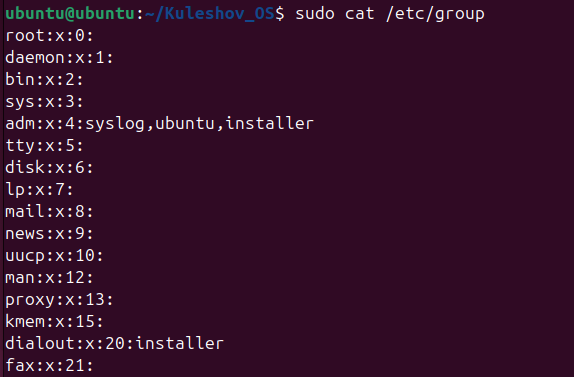 ubuntu@ubuntu:~/Kuleshov_OS$ sudo cat /etc/group
root:x:0:
daemon:x:1:
bin:x:2:
sys:x:3:
adm:x:4:syslog,ubuntu,installer
tty:x:5:
disk:x:6:
lp:x:7:
mail:x:8:
news:x:9:
uucp:x:10:
man:x:12:
proxy:x:13:
kmem:x:15:
dialout:x:20:installer
fax:x:21: